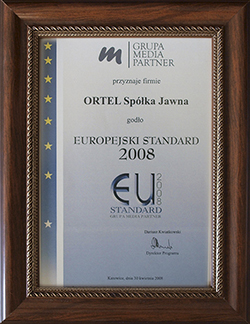 m GRUPA
MEDIA
PARTNER
przyznaje firmie
ORTEL Spółka Jawna
godło
EUROPEJSKI STANDARD
2008
EU 2008
STANDARD
GRUPA MEDIA PARTNER
Dyrektor Programu
Katowice, dnia 10 kwietnia 2008